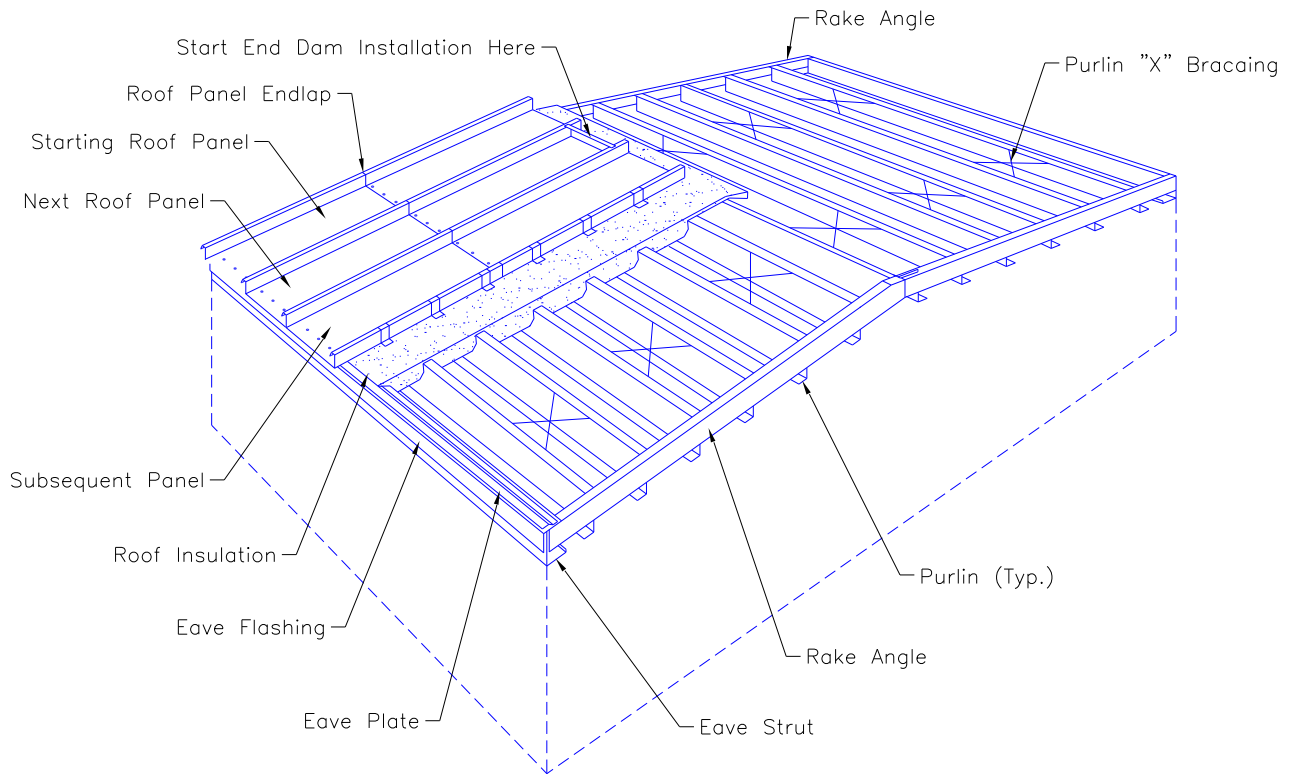 Rake Angle
Start End Dam Installation Here
Purlin "X" Bracaing
Roof Panel Endlap
Starting Roof Panel
Next Roof Panel
Subsequent Panel
Roof Insulation
Purlin (Typ.)
Eave Flashing
Rake Angle
Eave Plate
Eave Strut